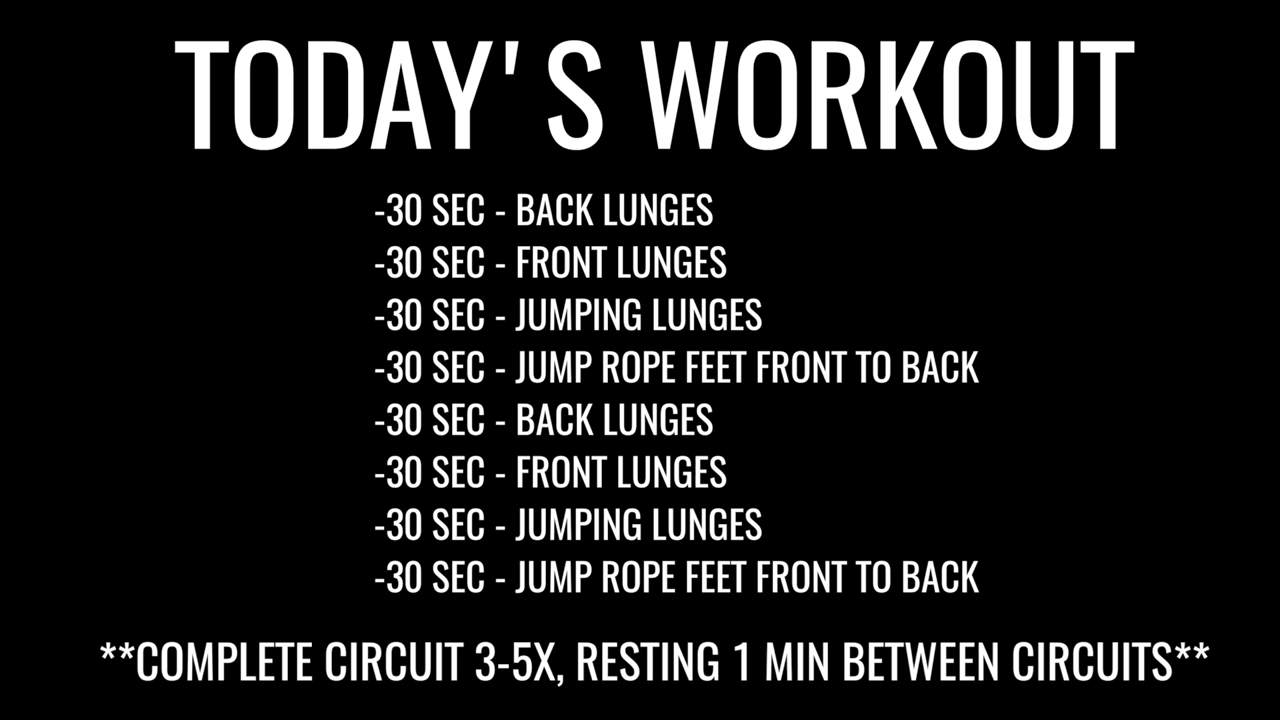 TODAY'S WORKOUT
-30 SEC - BACK LUNGES
-30 SEC - FRONT LUNGES
-30 SEC - JUMPING LUNGES
-30 SEC - JUMP ROPE FEET FRONT TO BACK
-30 SEC - BACK LUNGES
-30 SEC - FRONT LUNGES
-30 SEC - JUMPING LUNGES
-30 SEC - JUMP ROPE FEET FRONT TO BACK
**COMPLETE CIRCUIT 3-5X, RESTING 1 MIN BETWEEN CIRCUITS**